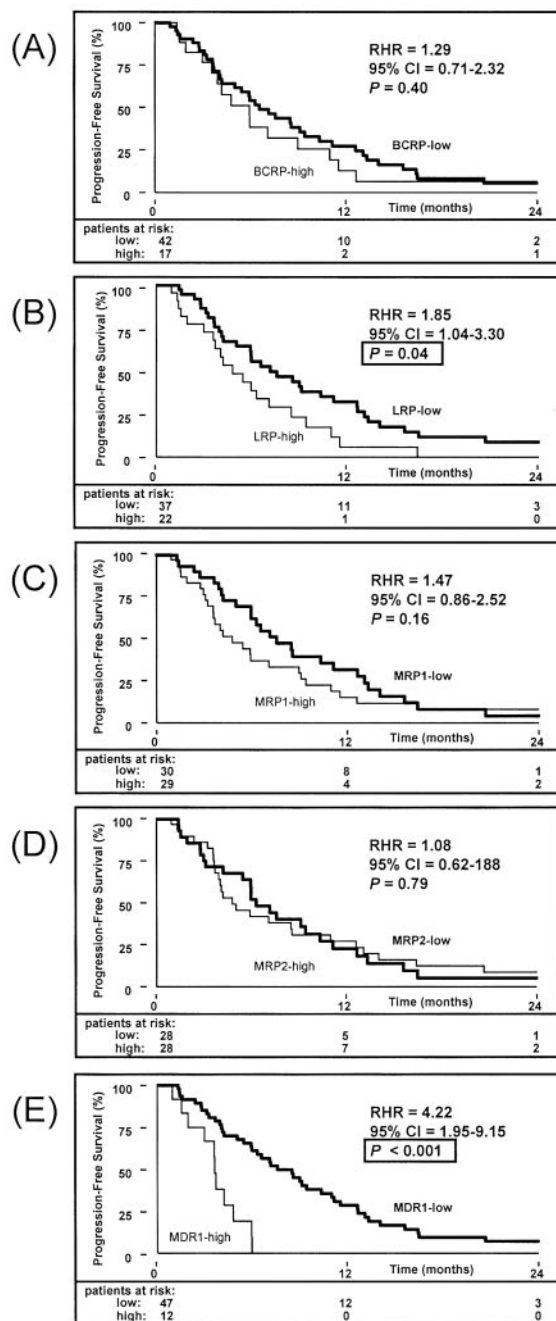 (A)
Progression-Free Survival (%)
100
75
50
25
0
RHR = 1.29
95% CI = 0.71-2.32
P = 0.40
BCRP-low
BCRP-high
0 12 24
Time (months)
patients at risk:
low: 42 10 2
high: 17 2 1
(B)
Progression-Free Survival (%)
100
75
50
25
0
RHR = 1.85
95% CI = 1.04-3.30
P = 0.04
LRP-low
LRP-high
Time (months)
0 12 24
patients at risk:
low: 37 11 3
high: 22 1 0
(C)
Progression-Free Survival (%)
100
75
50
25
0
RHR = 1.47
95% CI = 0.86-2.52
P = 0.16
MRP1-low
MRP1-high
Time (months)
0 12 24
patients at risk:
low: 30 8 1
high: 29 4 2
(D)
Progression-Free Survival (%)
100
75
50
25
0
RHR = 1.08
95% CI = 0.62-188
P = 0.79
MRP2-low
MRP2-high
Time (months)
0 12 24
patients at risk:
low: 28 5 1
high: 28 7 2
(E)
Progression-Free Survival (%)
100
75
50
25
0
RHR = 4.22
95% CI = 1.95-9.15
P < 0.001
MDR1-low
MDR1-high
Time (months)
0 12 24
patients at risk:
low: 47 12 3
high: 12 0 0